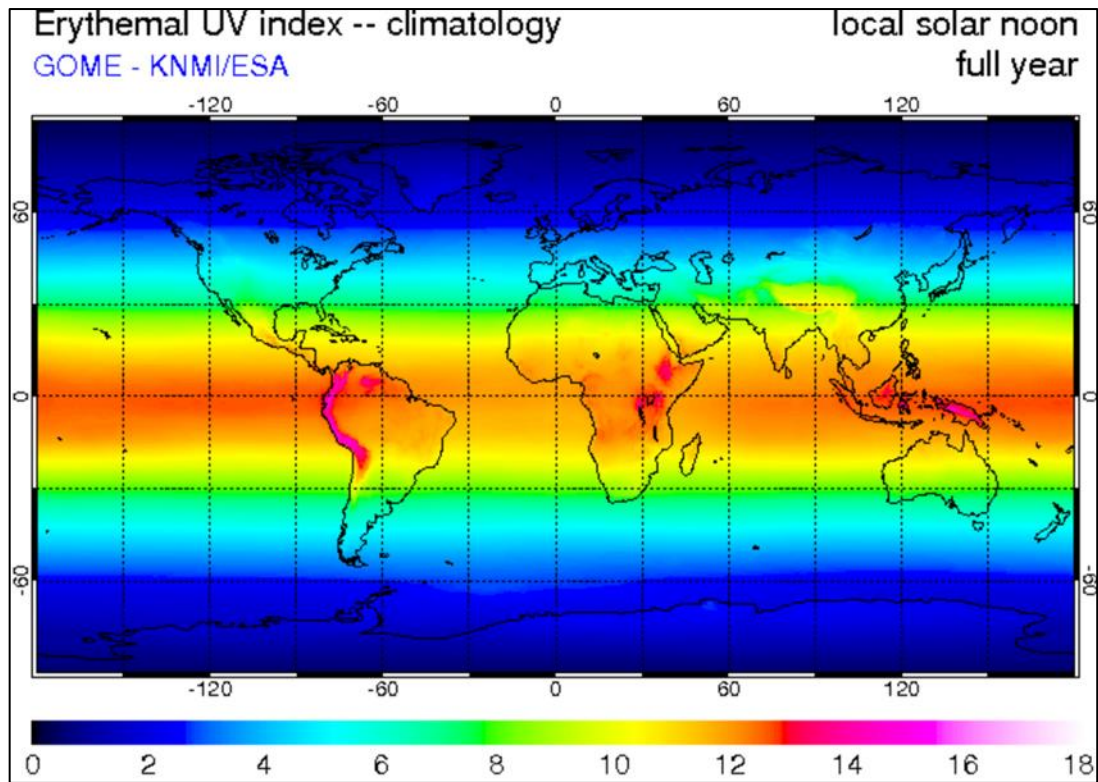 Erythemal UV index -- climatology
local solar noon
GOME - KNMI/ESA
full year
-120 -60 0 60 120
60 60
0 0
-60 -60
-120 -60 0 60 120
0 2 4 6 8 10 12 14 16 18